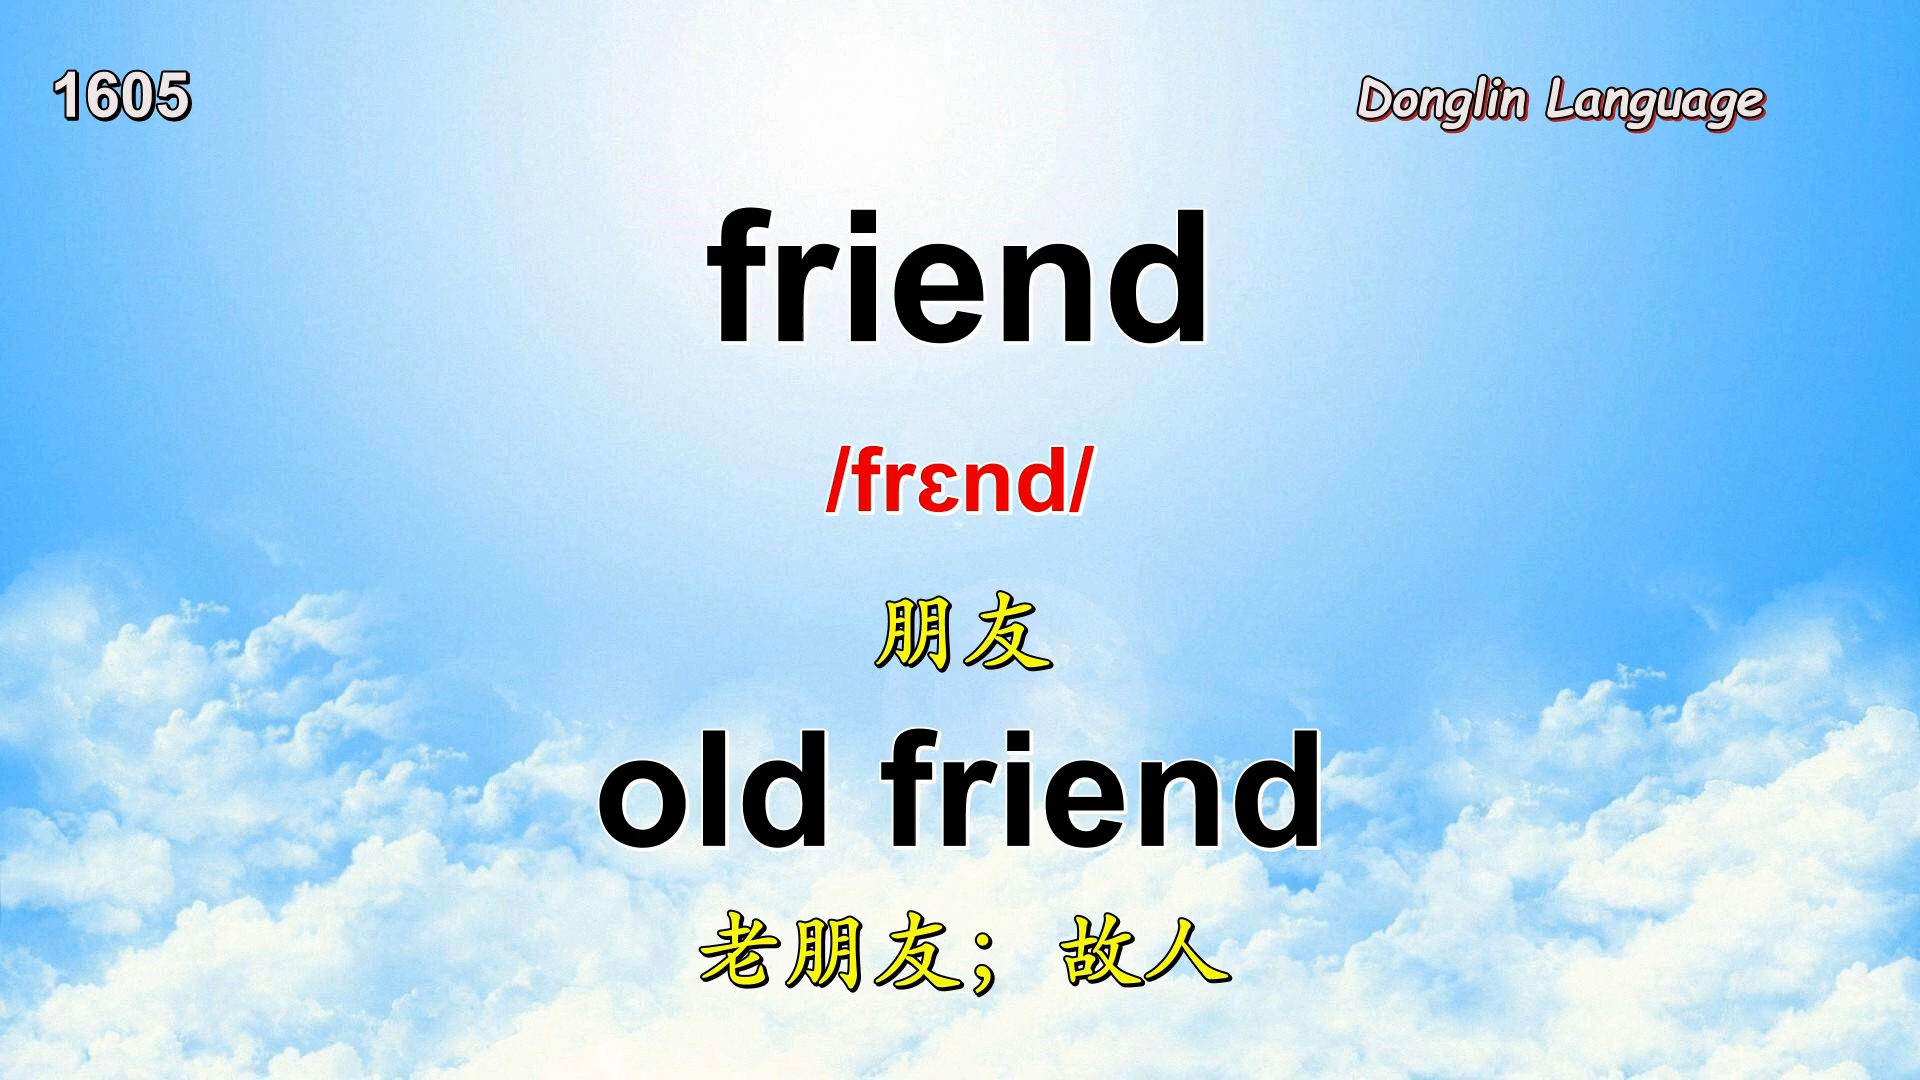 1605
Donglin Language
friend
/frɛnd/
朋友
old friend
老朋友；故人